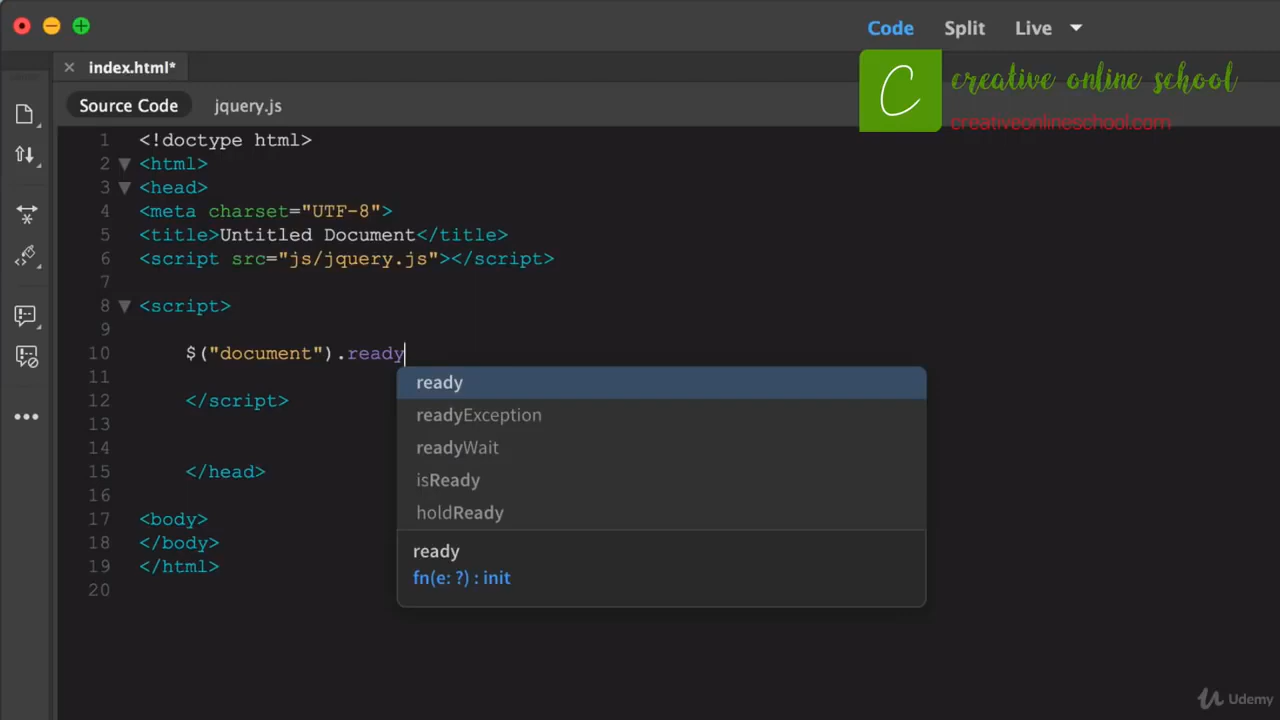 Code Split Live
index.html*
C creative online school
creativeonlineschool.com
Source Code jquery.js
1 <!doctype html>
2 <html>
3 <head>
4 <meta charset="UTF-8">
5 <title>Untitled Document</title>
6 <script src="js/jquery.js"></script>
7
8 <script>
9
10 $("document").ready
11
12 </script>
13
14
15 </head>
16
17 <body>
18 </body>
19 </html>
20
ready
readyException
readyWait
isReady
holdReady
ready
fn(e: ?) : init
Udemy